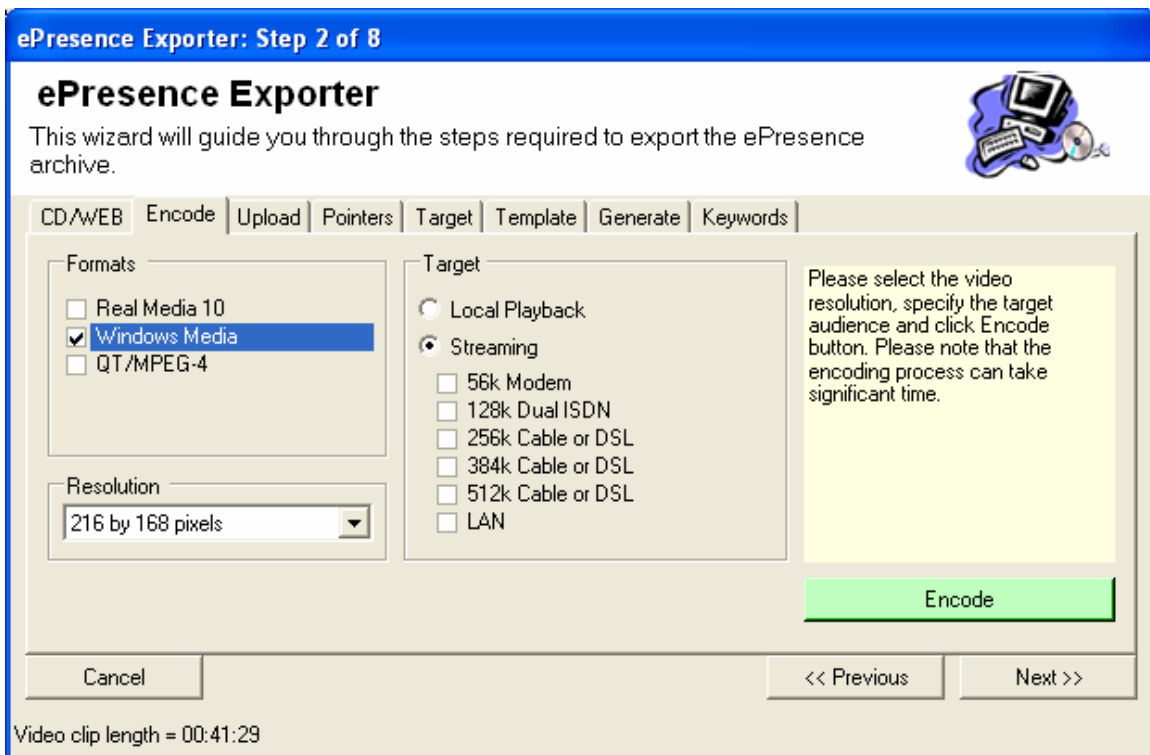 ePresence Exporter: Step 2 of 8
ePresence Exporter
This wizard will guide you through the steps required to export the ePresence
archive.
CD/WEB Encode Upload Pointers Target Template Generate Keywords
Formats
Real Media 10
Windows Media
QT/MPEG-4
Resolution
216 by 168 pixels
Target
Local Playback
Streaming
56k Modem
128k Dual ISDN
256k Cable or DSL
384k Cable or DSL
512k Cable or DSL
LAN
Please select the video
resolution, specify the target
audience and click Encode
button. Please note that the
encoding process can take
significant time.
Encode
Cancel
<< Previous
Next >>
Video clip length = 00:41:29